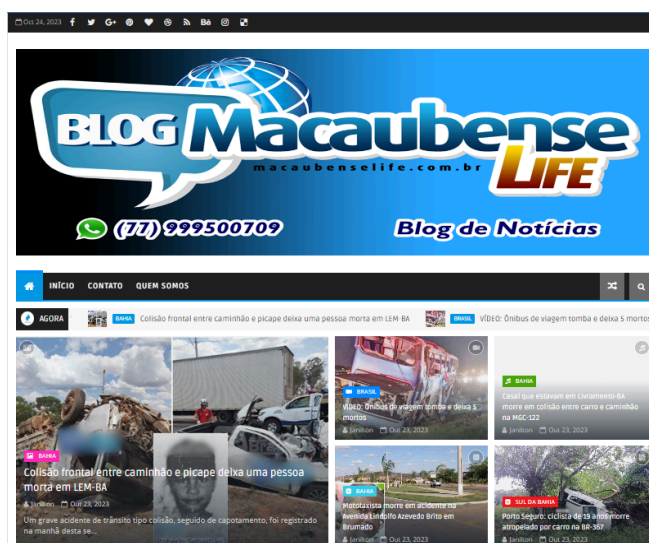 Oct 24, 2023
BLOG Macaubense
LIFE
macaubenselife.com.br
(77) 999500709
Blog de Notícias
INÍCIO CONTATO QUEM SOMOS
AGORA
BAHIA Colisão frontal entre caminhão e picape deixa uma pessoa morta em LEM-BA
BRASIL VÍDEO: Ônibus de viagem tomba e deixa 5 mortos
BAHIA
Colisão frontal entre caminhão e picape deixa uma pessoa
morta em LEM-BA
Janilton Out 23, 2023
Um grave acidente de trânsito tipo colisão, seguido de capotamento, foi registrado
na manhã desta se...
BRASIL
VÍDEO: Ônibus de viagem tomba e deixa 5
mortos
Janilton Out 23, 2023
BAHIA
Casal que estavam em Livramento-BA
morre em colisão entre carro e caminhão
na MGC-122
Janilton Out 23, 2023
BAHIA
Mototaxista morre em acidente na
Avenida Lindolfo Azevedo Brito em
Brumado
Janilton Out 23, 2023
SUL DA BAHIA
Porto Seguro: ciclista de 19 anos morre
atropelado por carro na BR-367
Janilton Out 23, 2023